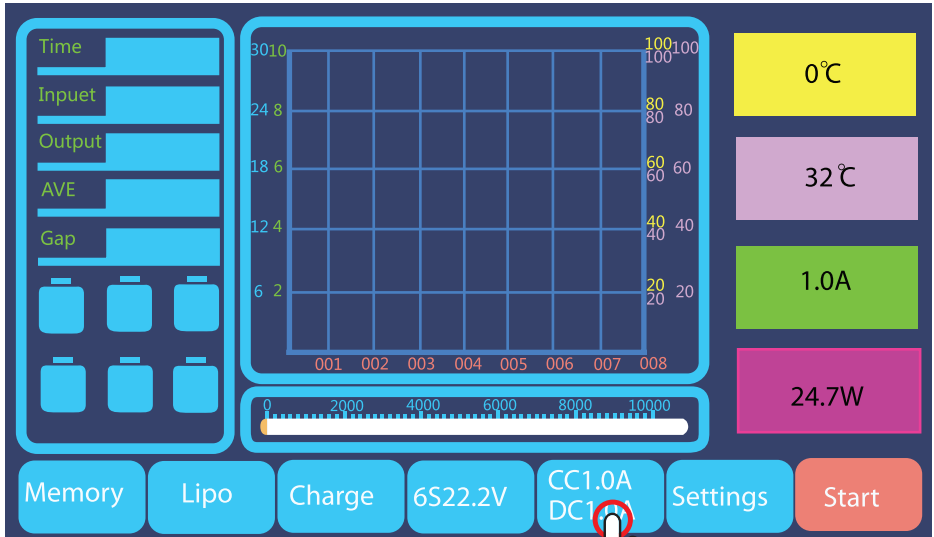 Time
Inpuet
Output
AVE
Gap
30 10
24 8
18 6
12 4
6 2
100 100
100
80
80 80
60
60 60
40
40 40
20
20 20
001 002 003 004 005 006 007 008
0 2000 4000 6000 8000 10000
0℃
32℃
1.0A
24.7W
Memory
Lipo
Charge
6S22.2V
CC1.0A
DC1.0A
Settings
Start